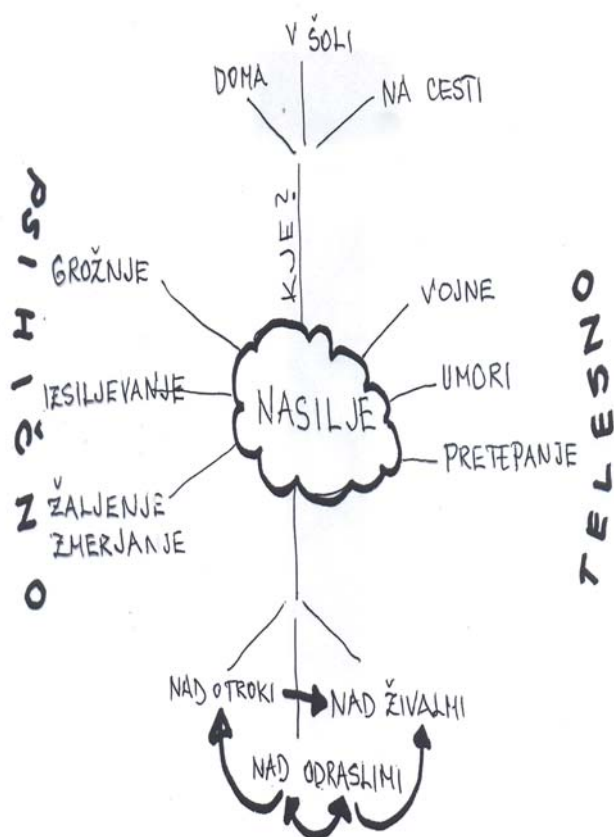 V ŠOLI
DOMA
NA CESTI
KJE?
PSIHIČNO
GROŽNJE
IZSILJEVANJE
ŽALJENJE
ZMERJANJE
NASILJE
VOJNE
UMORI
PRETEPANJE
TELESNO
NAD OTROKI
NAD ŽIVALMI
NAD ODRASLIMI